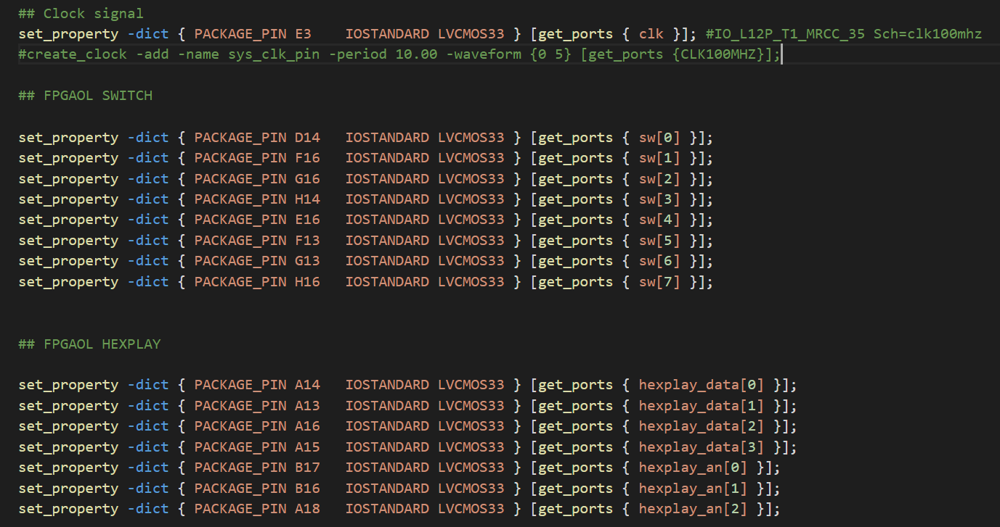 ## Clock signal
set_property -dict { PACKAGE_PIN E3    IOSTANDARD LVCMOS33 } [get_ports { clk }]; #IO_L12P_T1_MRCC_35 Sch=clk100mhz
#create_clock -add -name sys_clk_pin -period 10.00 -waveform {0 5} [get_ports {CLK100MHZ}];
## FPGAOL SWITCH
set_property -dict { PACKAGE_PIN D14   IOSTANDARD LVCMOS33 } [get_ports { sw[0] }];
set_property -dict { PACKAGE_PIN F16   IOSTANDARD LVCMOS33 } [get_ports { sw[1] }];
set_property -dict { PACKAGE_PIN G16   IOSTANDARD LVCMOS33 } [get_ports { sw[2] }];
set_property -dict { PACKAGE_PIN H14   IOSTANDARD LVCMOS33 } [get_ports { sw[3] }];
set_property -dict { PACKAGE_PIN E16   IOSTANDARD LVCMOS33 } [get_ports { sw[4] }];
set_property -dict { PACKAGE_PIN F13   IOSTANDARD LVCMOS33 } [get_ports { sw[5] }];
set_property -dict { PACKAGE_PIN G13   IOSTANDARD LVCMOS33 } [get_ports { sw[6] }];
set_property -dict { PACKAGE_PIN H16   IOSTANDARD LVCMOS33 } [get_ports { sw[7] }];
## FPGAOL HEXPLAY
set_property -dict { PACKAGE_PIN A14   IOSTANDARD LVCMOS33 } [get_ports { hexplay_data[0] }];
set_property -dict { PACKAGE_PIN A13   IOSTANDARD LVCMOS33 } [get_ports { hexplay_data[1] }];
set_property -dict { PACKAGE_PIN A16   IOSTANDARD LVCMOS33 } [get_ports { hexplay_data[2] }];
set_property -dict { PACKAGE_PIN A15   IOSTANDARD LVCMOS33 } [get_ports { hexplay_data[3] }];
set_property -dict { PACKAGE_PIN B17   IOSTANDARD LVCMOS33 } [get_ports { hexplay_an[0] }];
set_property -dict { PACKAGE_PIN B16   IOSTANDARD LVCMOS33 } [get_ports { hexplay_an[1] }];
set_property -dict { PACKAGE_PIN A18   IOSTANDARD LVCMOS33 } [get_ports { hexplay_an[2] }];